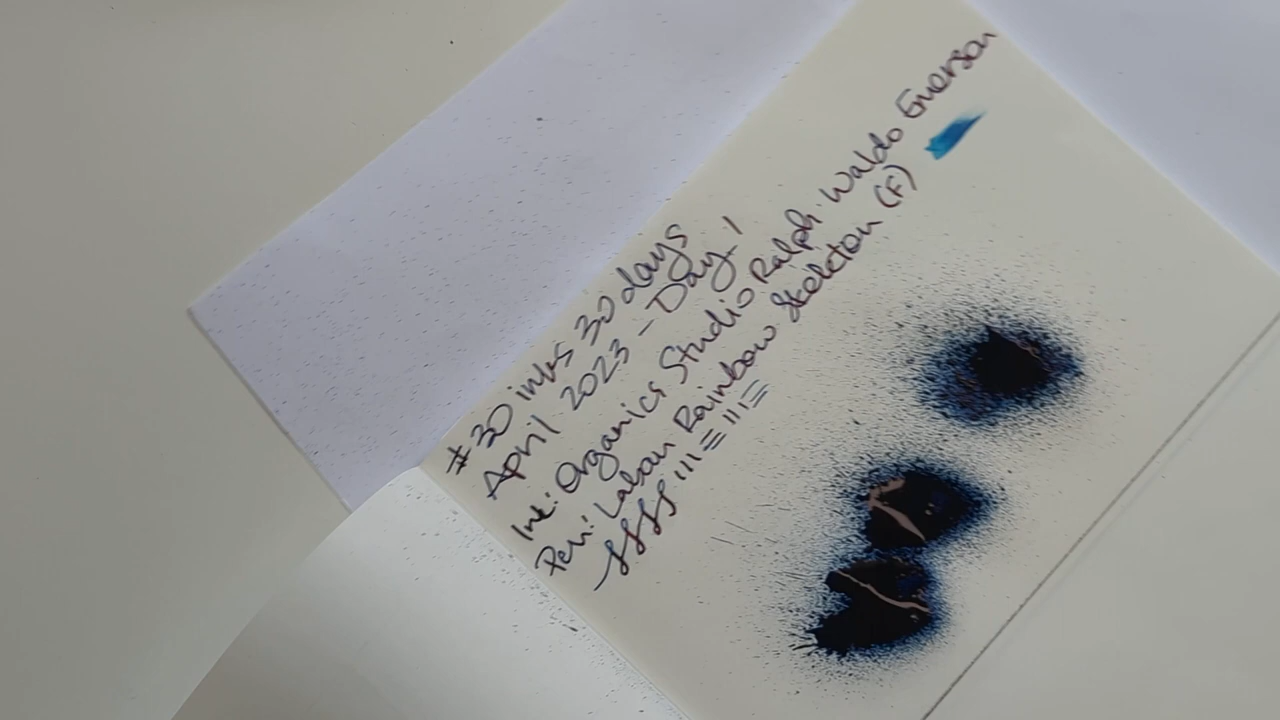 #30 inks 30 days
April 2023 - Day 1
Ink: Organics Studio Ralph Waldo Emerson
Pen: Laban Rainbow Skeleton (F)